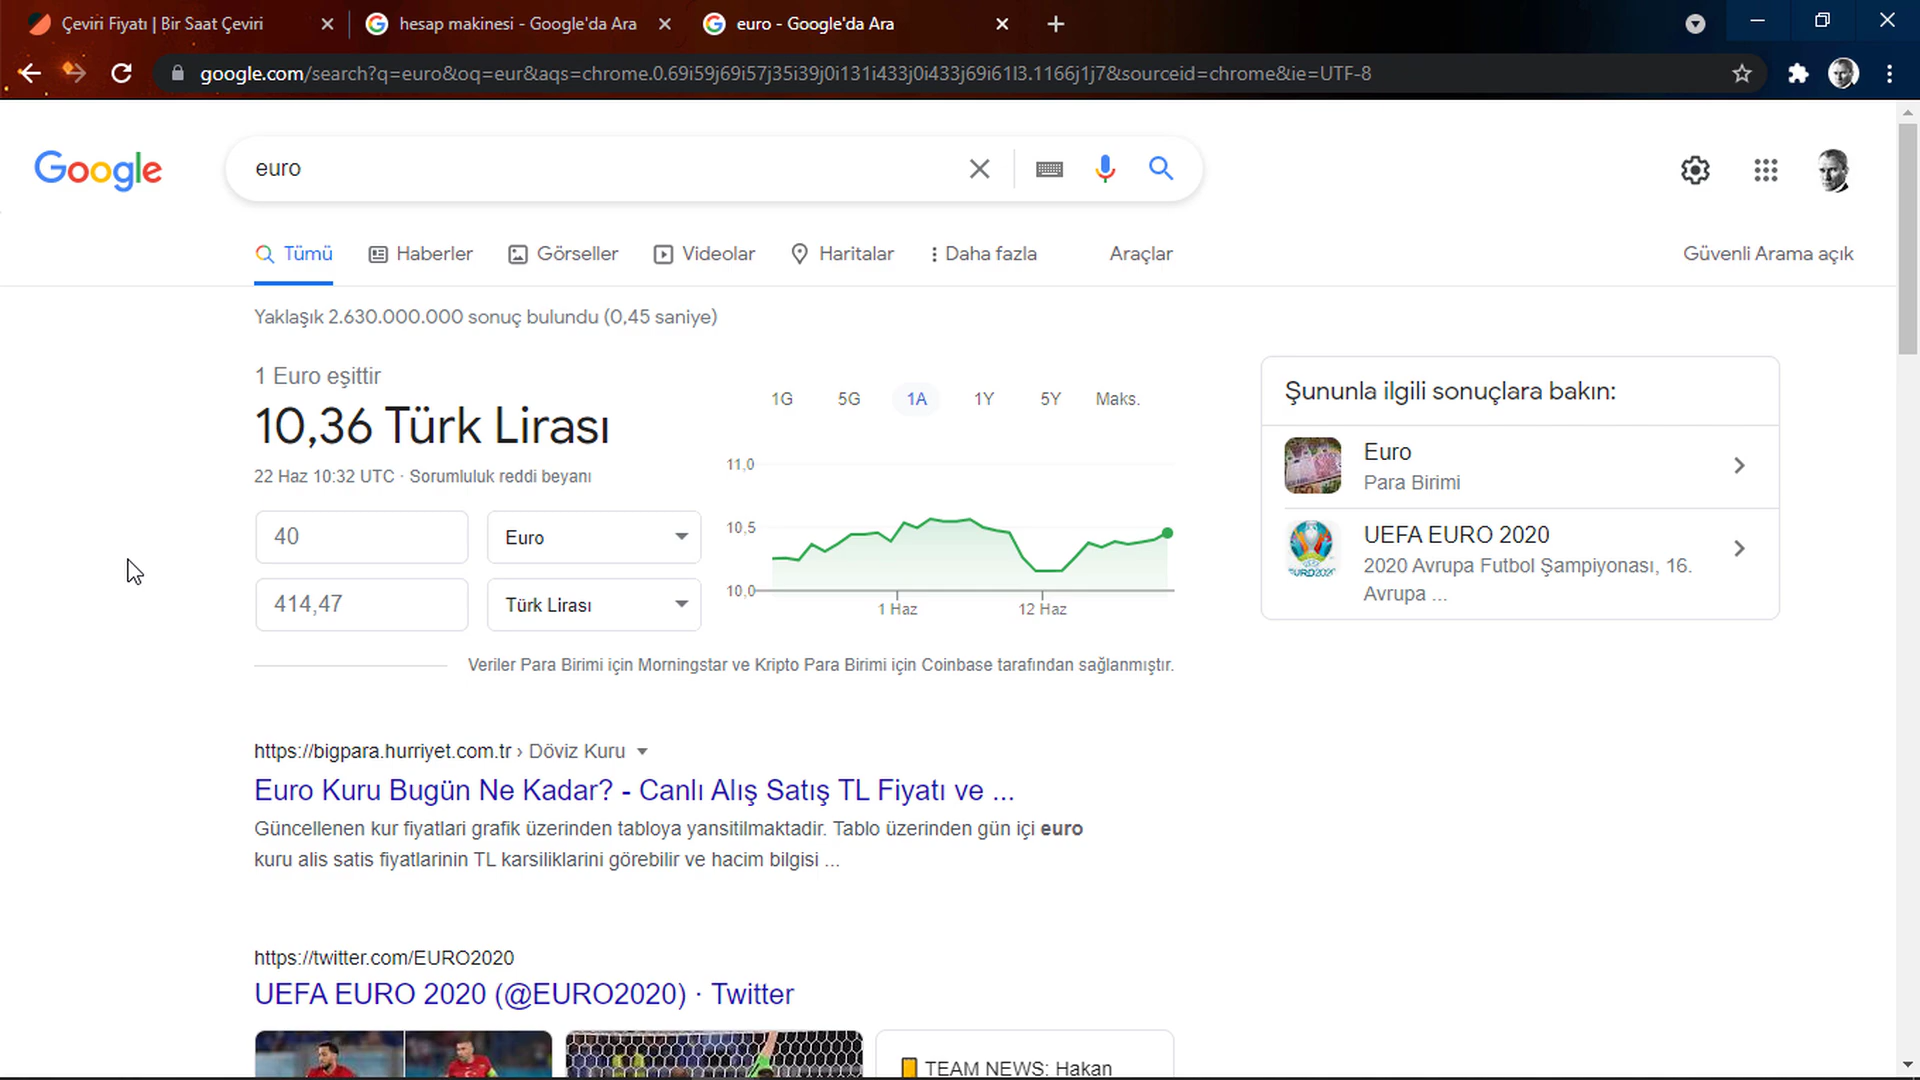 Çeviri Fiyatı | Bir Saat Çeviri
hesap makinesi - Google'da Ara
euro - Google'da Ara
google.com/search?q=euro&oq=eur&aqs=chrome.0.69i59j69i57j35i39j0i131i433j0i433j69i61l3.1166j1j7&sourceid=chrome&ie=UTF-8
Google
euro
Tümü
Haberler
Görseller
Videolar
Haritalar
Daha fazla
Araçlar
Güvenli Arama açık
Yaklaşık 2.630.000.000 sonuç bulundu (0,45 saniye)
1 Euro eşittir
10,36 Türk Lirası
22 Haz 10:32 UTC · Sorumluluk reddi beyanı
40
Euro
414,47
Türk Lirası
1G
5G
1A
1Y
5Y
Maks.
11,0
10,5
10,0
1 Haz
12 Haz
Veriler Para Birimi için Morningstar ve Kripto Para Birimi için Coinbase tarafından sağlanmıştır.
Şununla ilgili sonuçlara bakın:
Euro
Para Birimi
UEFA EURO 2020
2020 Avrupa Futbol Şampiyonası, 16.
Avrupa ...
https://bigpara.hurriyet.com.tr › Döviz Kuru
Euro Kuru Bugün Ne Kadar? - Canlı Alış Satış TL Fiyatı ve ...
Güncellenen kur fiyatlari grafik üzerinden tabloya yansitilmaktadir. Tablo üzerinden gün içi euro
kuru alis satis fiyatlarinin TL karsiliklarini görebilir ve hacim bilgisi ...
https://twitter.com/EURO2020
UEFA EURO 2020 (@EURO2020) · Twitter
TEAM NEWS: Hakan